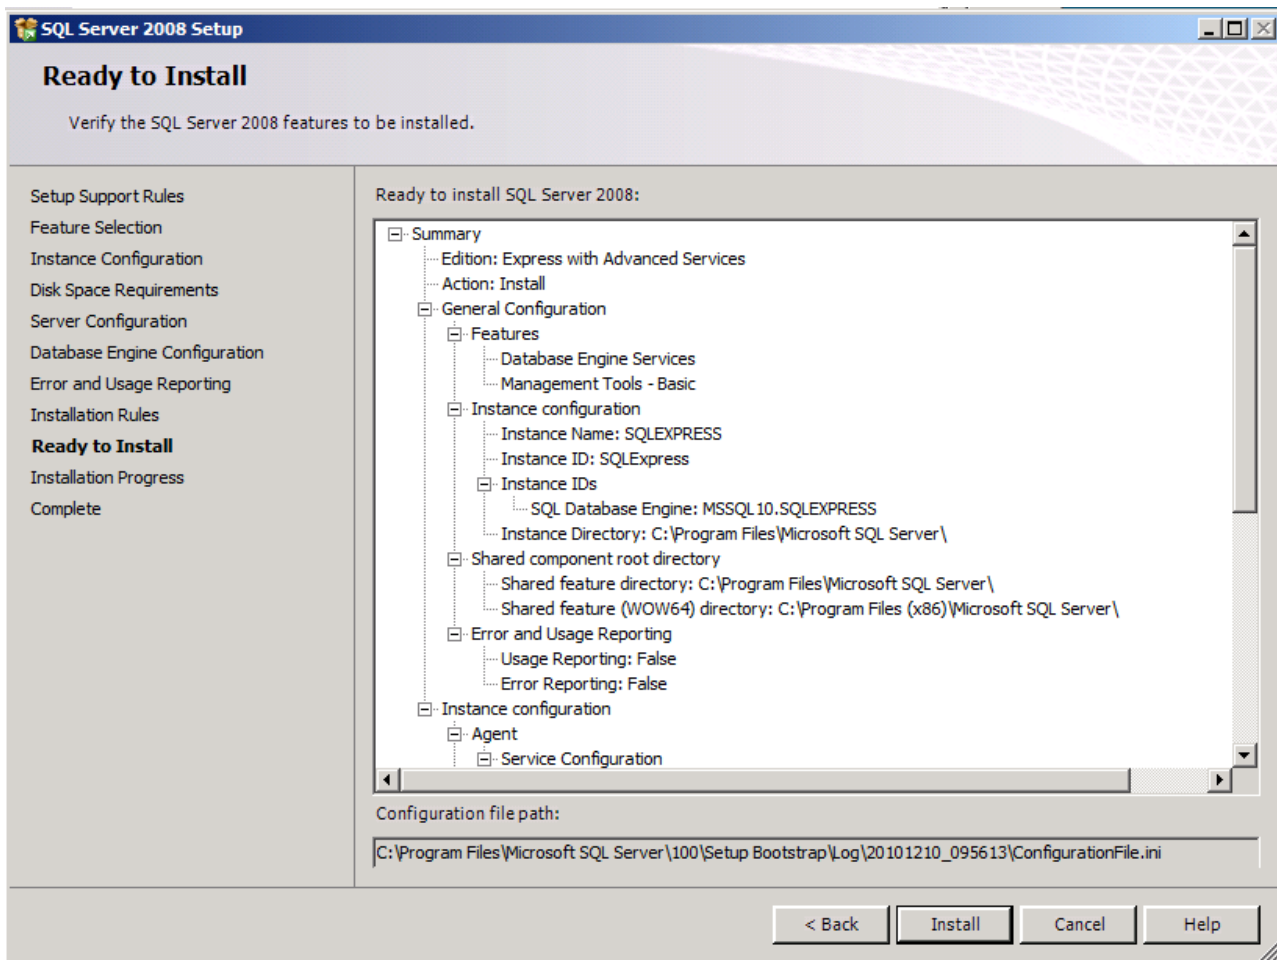 SQL Server 2008 Setup
Ready to Install
Verify the SQL Server 2008 features to be installed.
Setup Support Rules
Feature Selection
Instance Configuration
Disk Space Requirements
Server Configuration
Database Engine Configuration
Error and Usage Reporting
Installation Rules
Ready to Install
Installation Progress
Complete
Ready to install SQL Server 2008:
Summary
Edition: Express with Advanced Services
Action: Install
General Configuration
Features
Database Engine Services
Management Tools - Basic
Instance configuration
Instance Name: SQLEXPRESS
Instance ID: SQLExpress
Instance IDs
SQL Database Engine: MSSQL10.SQLEXPRESS
Instance Directory: C:\Program Files\Microsoft SQL Server\
Shared component root directory
Shared feature directory: C:\Program Files\Microsoft SQL Server\
Shared feature (WOW64) directory: C:\Program Files (x86)\Microsoft SQL Server\
Error and Usage Reporting
Usage Reporting: False
Error Reporting: False
Instance configuration
Agent
Service Configuration
Configuration file path:
C:\Program Files\Microsoft SQL Server\100\Setup Bootstrap\Log\20101210_095613\ConfigurationFile.ini
< Back
Install
Cancel
Help